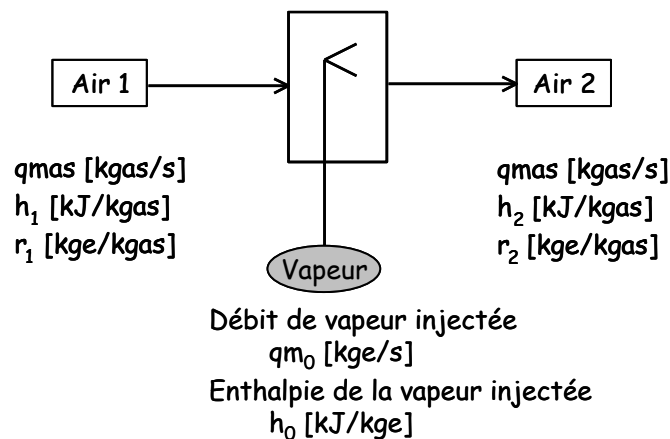 Air 1
Air 2
qmas [kgas/s]
h₁ [kJ/kgas]
r₁ [kge/kgas]
qmas [kgas/s]
h₂ [kJ/kgas]
r₂ [kge/kgas]
Vapeur
Débit de vapeur injectée
qm₀ [kge/s]
Enthalpie de la vapeur injectée
h₀ [kJ/kge]